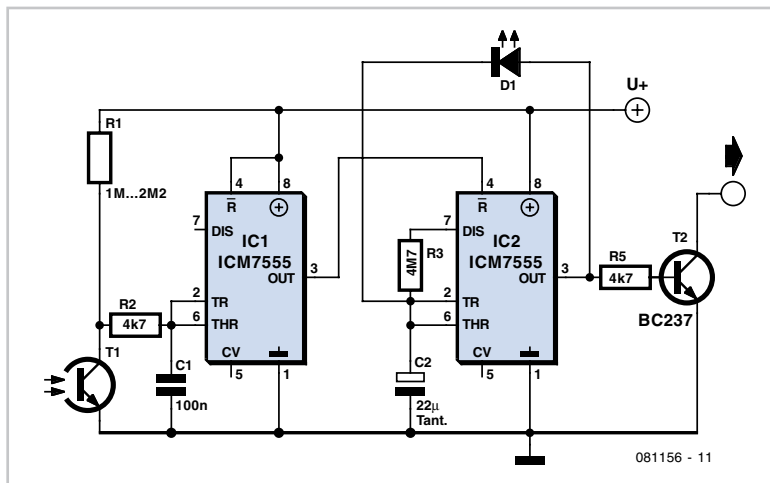 D1
U+
R1
1M...2M2
4
8
4
8
R
R
7
DIS
IC1
ICM7555
OUT
3
7
DIS
R3
4M7
IC2
ICM7555
OUT
3
R5
4k7
T2
BC237
R2
4k7
2
TR
6
THR
2
TR
6
THR
T1
C1
100n
CV
5
1
C2
22µ
Tant.
CV
5
1
081156 - 11